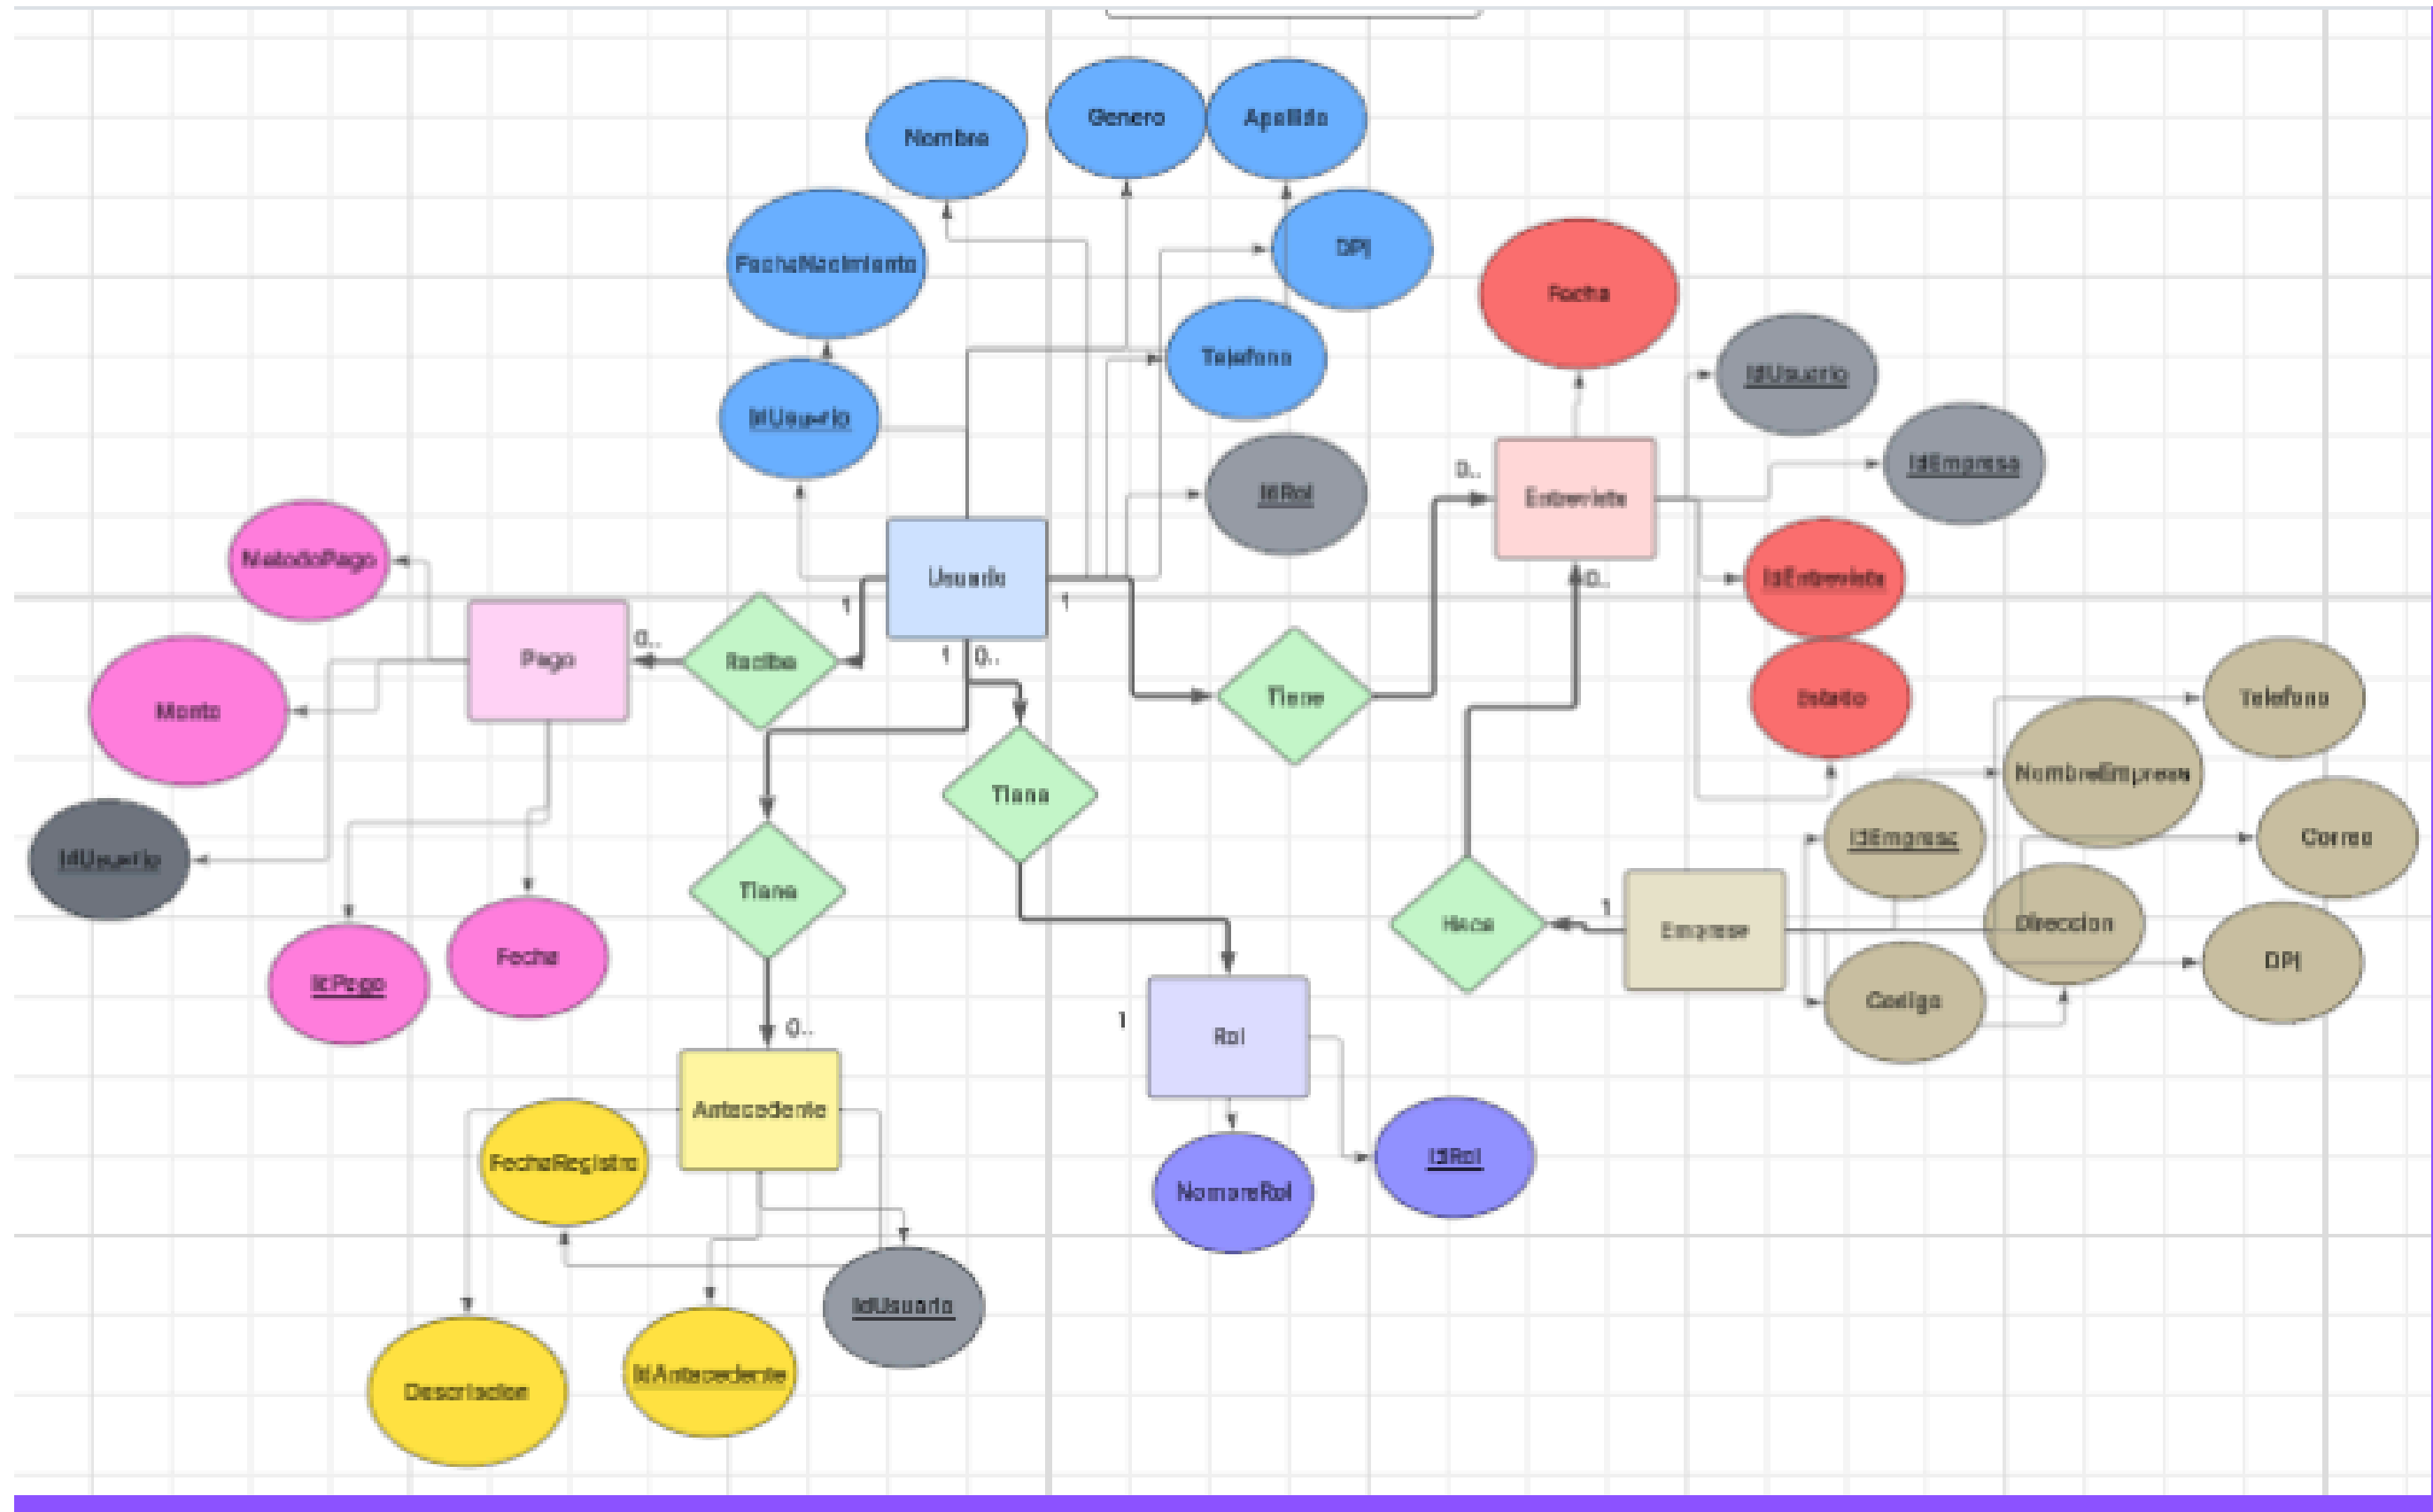 Genero
Apellido
Nombre
DPI
FechaNacimiento
Fecha
Telefono
IdUsuario
IdUsuario
IdEmpresa
0..
IdRol
Entrevista
MetodoPago
Usuario
IdEntrevista
0..
1
1
0..
Pago
Recibe
1
0..
Tiene
Estado
Telefono
Monto
NombreEmpresa
Tiene
IdEmpresa
Correo
IdUsuario
Tiene
1
Hace
Empresa
Direccion
Fecha
DPI
IdPago
Codigo
0..
1
Rol
Antecedente
FechaRegistro
IdRol
NombreRol
IdUsuario
IdAntecedente
Descripcion